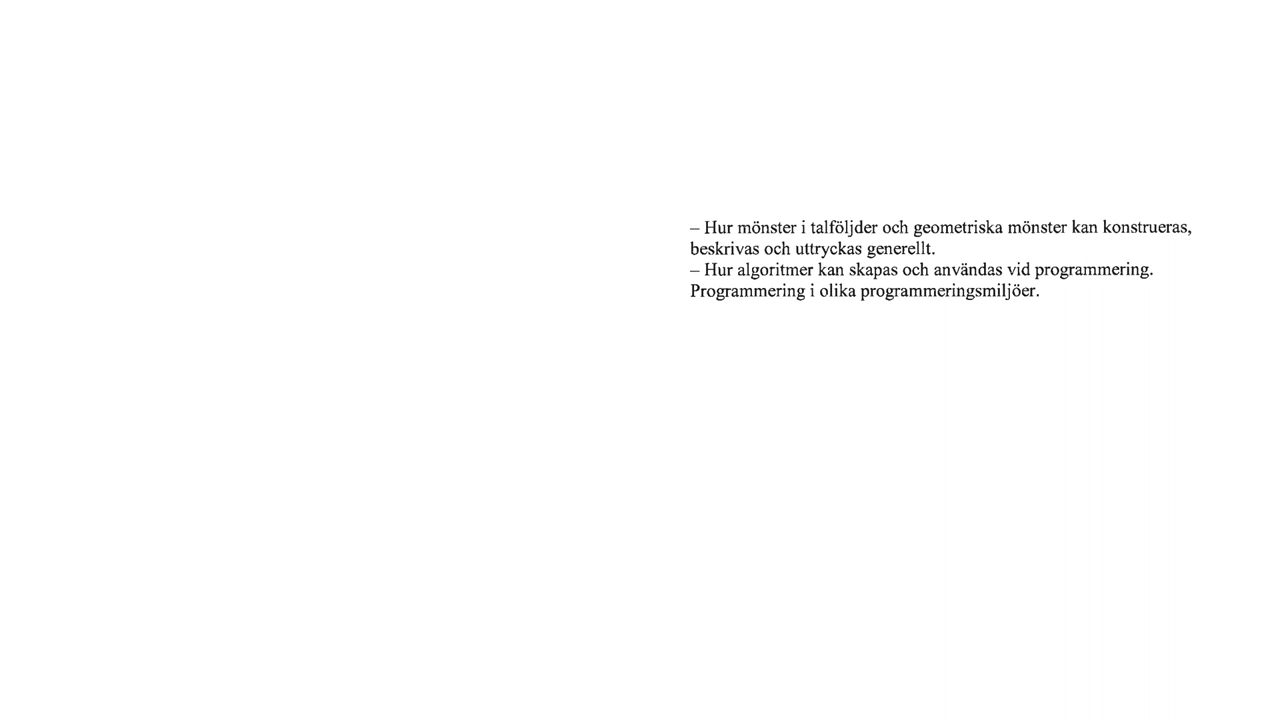 – Hur mönster i talföljder och geometriska mönster kan konstrueras,
beskrivas och uttryckas generellt.
– Hur algoritmer kan skapas och användas vid programmering.
Programmering i olika programmeringsmiljöer.